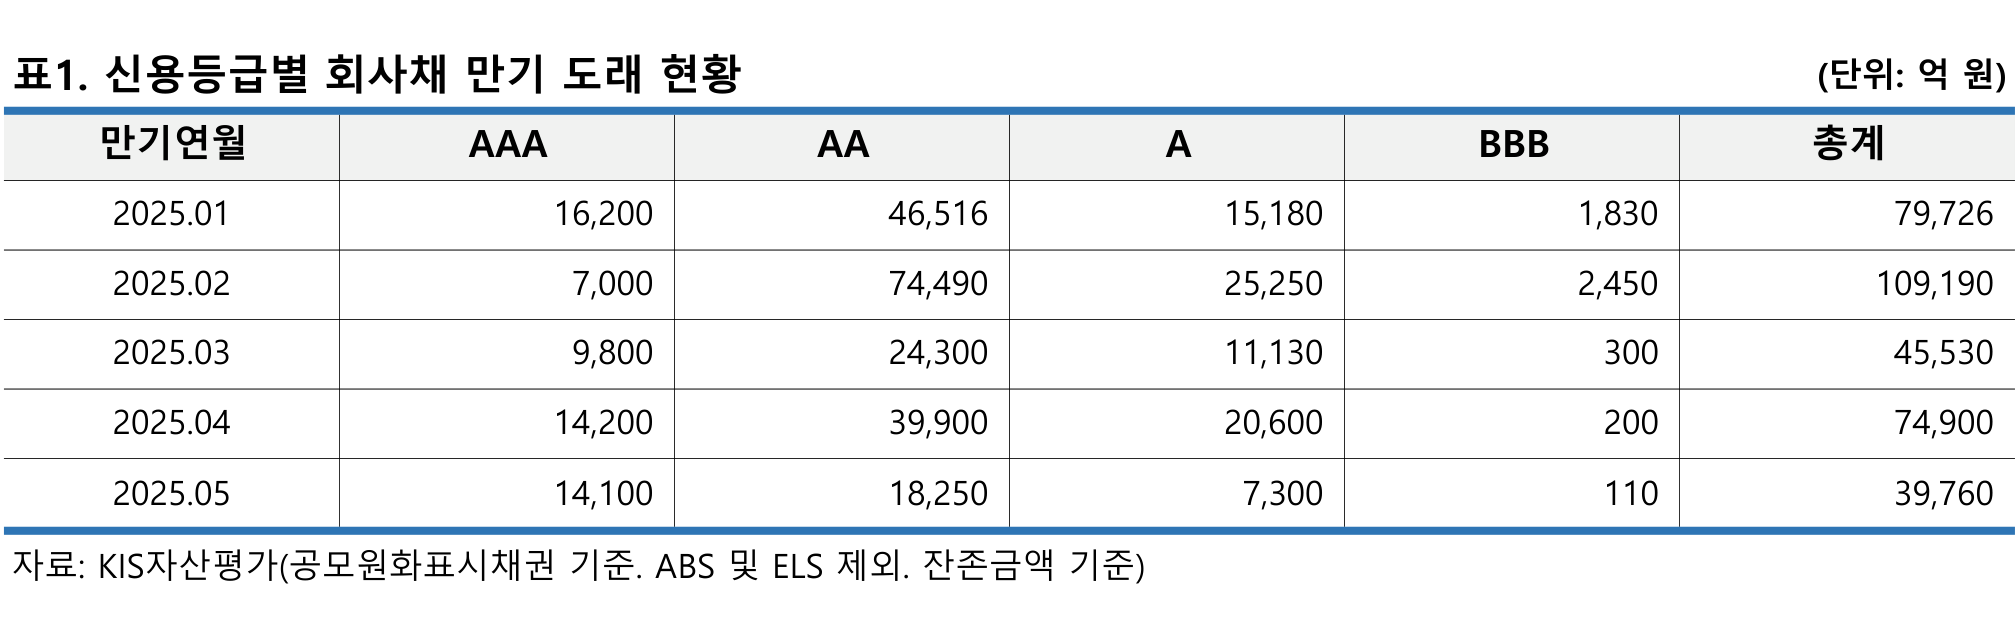 표1. 신용등급별 회사채 만기 도래 현황 (단위: 억 원)
만기연월 AAA AA A BBB 총계
2025.01 16,200 46,516 15,180 1,830 79,726
2025.02 7,000 74,490 25,250 2,450 109,190
2025.03 9,800 24,300 11,130 300 45,530
2025.04 14,200 39,900 20,600 200 74,900
2025.05 14,100 18,250 7,300 110 39,760
자료: KIS자산평가(공모원화표시채권 기준. ABS 및 ELS 제외. 잔존금액 기준)